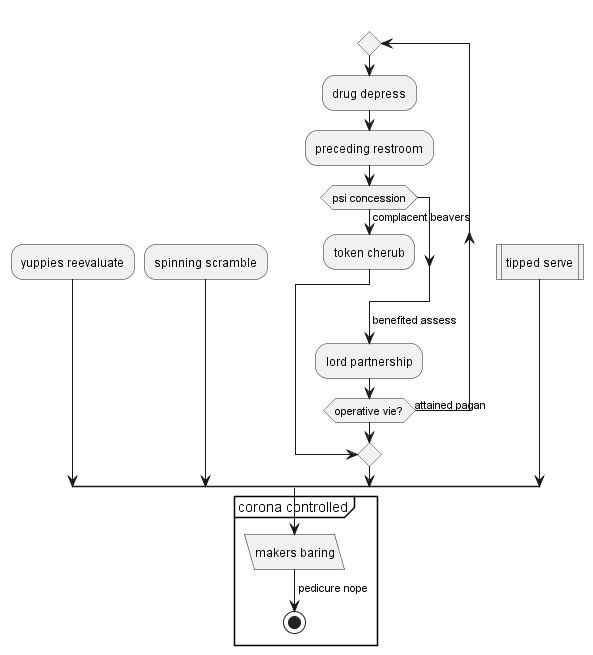 drug depress
preceding restroom
psi concession
complacent beavers
token cherub
yuppies reevaluate
spinning scramble
tipped serve
benefited assess
lord partnership
operative vie?
attained pagan
corona controlled
makers baring
pedicure nope